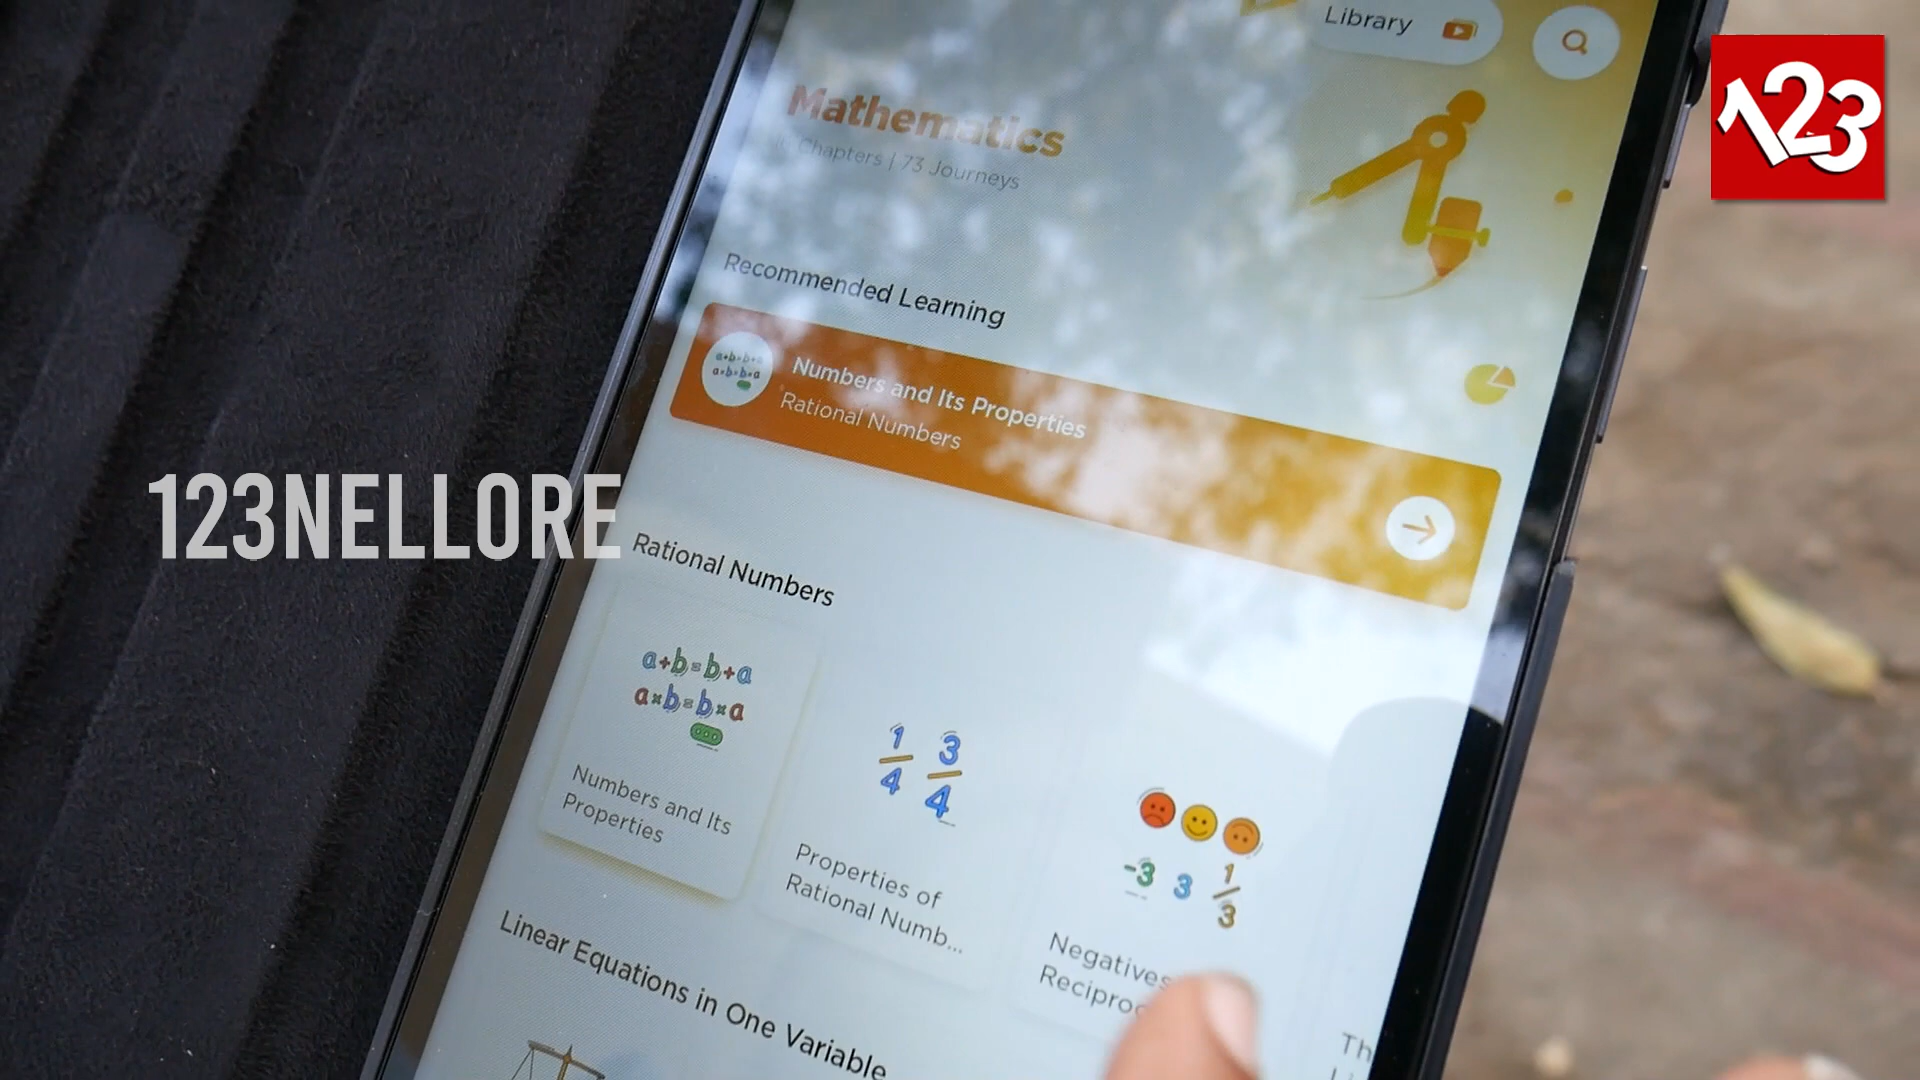 Library
123
Mathematics
Chapters | 73 Journeys
Recommended Learning
a+b=b+a
a×b=b×a
Numbers and Its Properties
Rational Numbers
123NELLORE
Rational Numbers
a+b=b+a
a×b=b×a
Numbers and Its
Properties
1/4 3/4
Properties of
Rational Numb...
-3 3 1/3
Negatives
Linear Equations in One Variable